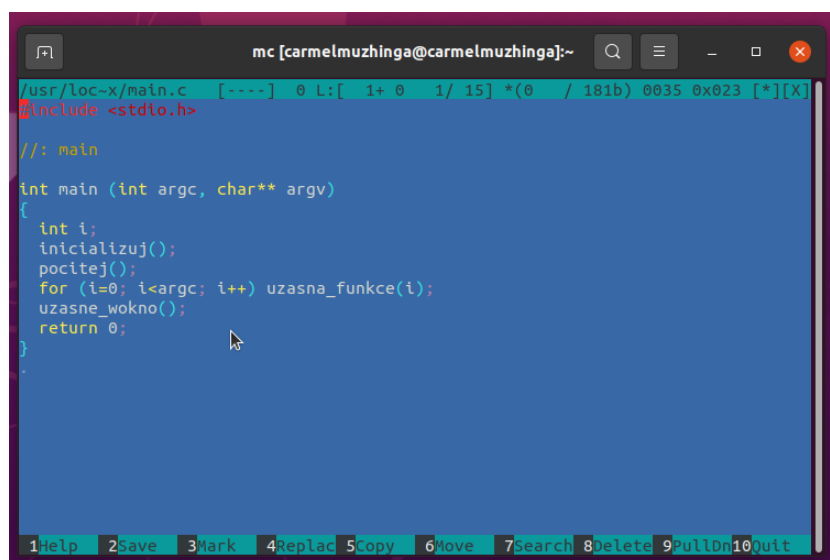 mc [carmelmuzhinga@carmelmuzhinga]:~
/usr/loc~x/main.c [----] 0 L:[ 1+ 0 1/ 15] *(0 / 181b) 0035 0x023 [*][X]
#include <stdio.h>
//: main
int main (int argc, char** argv)
{
int i;
inicializuj();
pocitej();
for (i=0; i<argc; i++) uzasna_funkce(i);
uzasne_wokno();
return 0;
}
.
1Help 2Save 3Mark 4Replac 5Copy 6Move 7Search 8Delete 9PullDn 10Quit